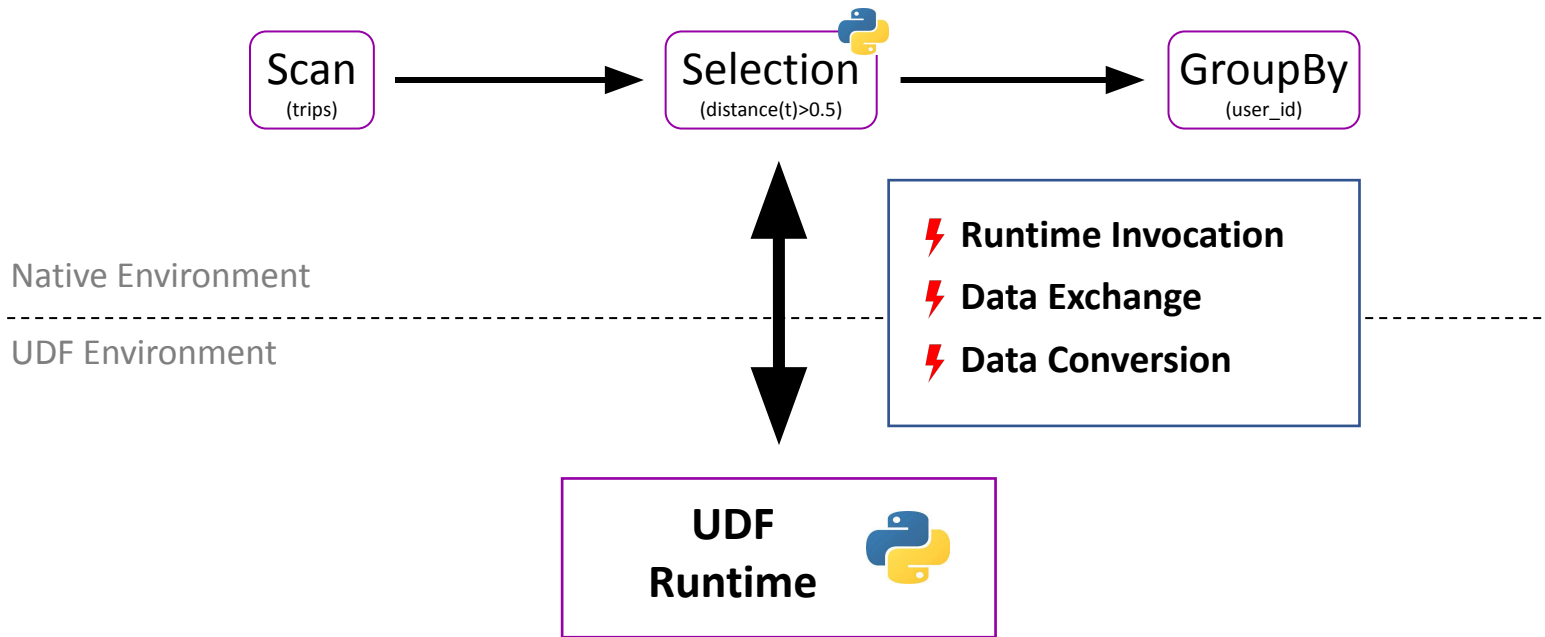 Scan
(trips)
Selection
(distance(t)>0.5)
GroupBy
(user_id)
Runtime Invocation
Data Exchange
Data Conversion
Native Environment
UDF Environment
UDF
Runtime